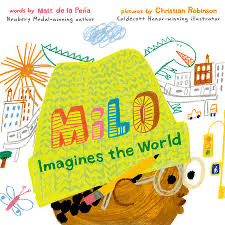 words by Matt de la Peña
Newbery Medal-winning author
pictures by Christian Robinson
Caldecott Honor-winning illustrator
MiLO
Imagines the World